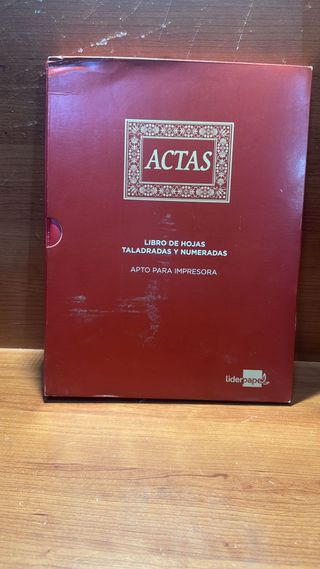 ACTAS
LIBRO DE HOJAS
TALADRADAS Y NUMERADAS
APTO PARA IMPRESORA
liderpapel